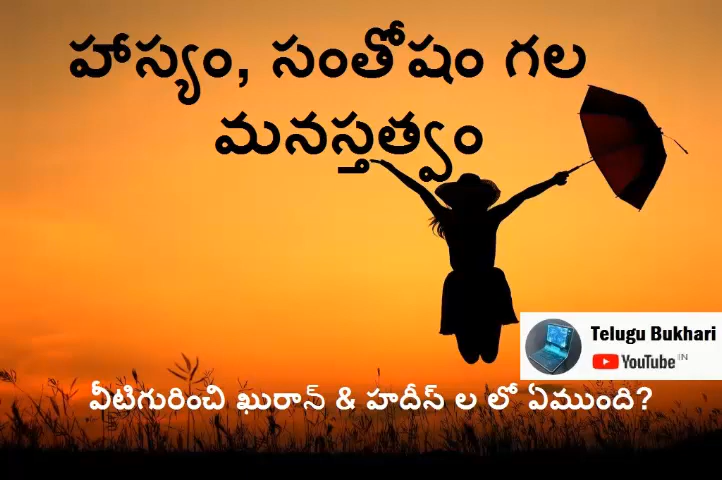 హాస్యం, సంతోషం గల
మనస్తత్వం
Telugu Bukhari
YouTube IN
వీటిగురించి ఖురాన్ & హదీస్ ల లో ఏముంది?